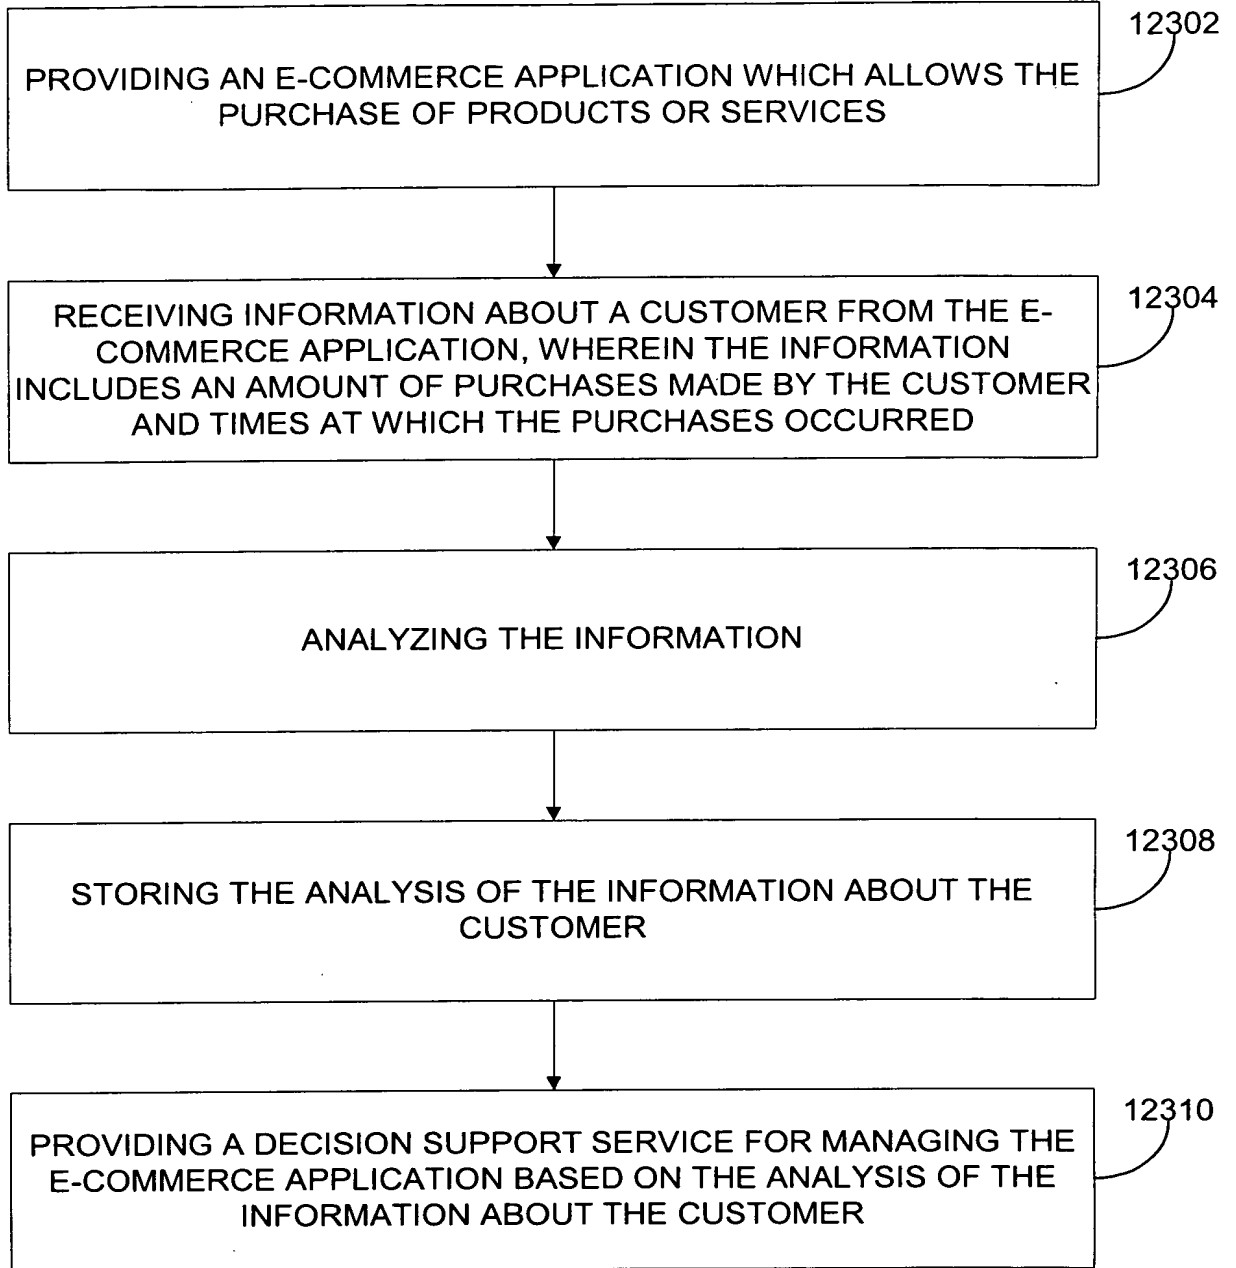 12302
PROVIDING AN E-COMMERCE APPLICATION WHICH ALLOWS THE
PURCHASE OF PRODUCTS OR SERVICES
12304
RECEIVING INFORMATION ABOUT A CUSTOMER FROM THE E-
COMMERCE APPLICATION, WHEREIN THE INFORMATION
INCLUDES AN AMOUNT OF PURCHASES MADE BY THE CUSTOMER
AND TIMES AT WHICH THE PURCHASES OCCURRED
12306
ANALYZING THE INFORMATION
12308
STORING THE ANALYSIS OF THE INFORMATION ABOUT THE
CUSTOMER
12310
PROVIDING A DECISION SUPPORT SERVICE FOR MANAGING THE
E-COMMERCE APPLICATION BASED ON THE ANALYSIS OF THE
INFORMATION ABOUT THE CUSTOMER